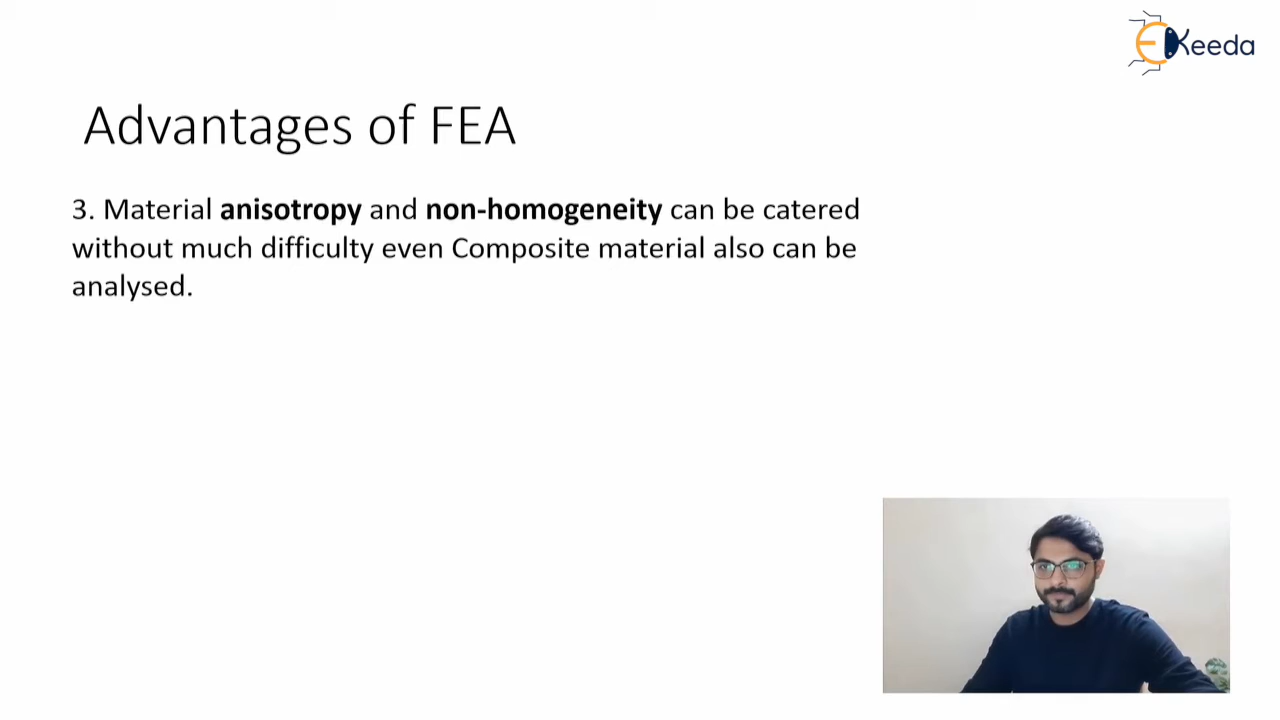 EKeeda
Advantages of FEA
3. Material anisotropy and non-homogeneity can be catered
without much difficulty even Composite material also can be
analysed.